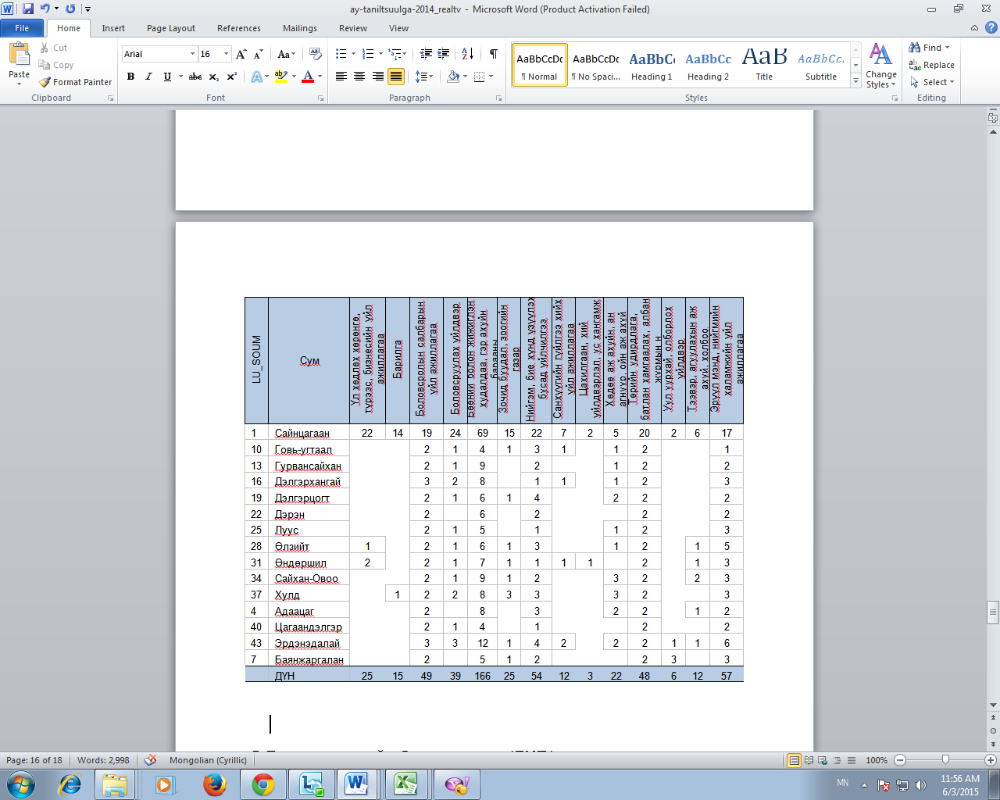 ay-taniltsuulga-2014_realtv - Microsoft Word (Product Activation Failed)
File Home Insert Page Layout References Mailings Review View
Paste
Cut
Copy
Format Painter
Clipboard
Arial 16
Font
Paragraph
AaBbCcDc AaBbCcDc AaBbCc AaBbCc AaB AaBbCc.
¶ Normal ¶ No Spaci... Heading 1 Heading 2 Title Subtitle
Change Styles
Styles
Find
Replace
Select
Editing
LU_SOUM
Сум
Үл хөдлөх хөрөнгө, түрээс, бизнесийн үйл ажиллагаа
Барилга
Боловсролын салбарын үйл ажиллагаа
Боловсруулах үйлдвэр
Бөөний болон жижиглэн худалдаа, гэр ахуйн барааны
Зочид буудал, зоогийн газар
Нийгэм, бие хүнд үзүүлэх бусад үйлчилгээ
Санхүүгийн гүйлгээ хийх үйл ажиллагаа
Цахилгаан, хий үйлдвэрлэл, ус хангамж
Хөдөө аж ахуйн, ан агнуур, ойн аж ахуй
Төрийн удирдлага, батлан хамгаалах, албан журмын н
Уул уурхай, олборлох үйлдвэр
Тээвэр, агуулахын аж ахуй, холбоо
Эрүүл мэнд, нийгмийн халамжийн үйл ажиллагаа
1 Сайнцагаан 22 14 19 24 69 15 22 7 2 5 20 2 6 17
10 Говь-угтаал 2 1 4 1 3 1 1 2 1
13 Гурвансайхан 2 1 9 2 1 2 2
16 Дэлгэрхангай 3 2 8 1 1 1 2 3
19 Дэлгэрцогт 2 1 6 1 4 2 2 2
22 Дэрэн 2 6 2 2 2
25 Луус 2 1 5 1 1 2 3
28 Өлзийт 1 2 1 6 1 3 1 2 1 5
31 Өндөршил 2 2 1 7 1 1 1 1 2 1 3
34 Сайхан-Овоо 2 1 9 1 2 3 2 2 3
37 Хулд 1 2 2 8 3 3 3 2 3
4 Адаацаг 2 8 3 2 2 1 2
40 Цагаандэлгэр 2 1 4 1 2 2
43 Эрдэнэдалай 3 3 12 1 4 2 2 2 1 1 6
7 Баянжаргалан 2 5 1 2 2 3 3
ДҮН 25 15 49 39 166 25 54 12 3 22 48 6 12 57
Page: 16 of 18 Words: 2,998 Mongolian (Cyrillic) 100%
MN 11:56 AM
6/3/2015